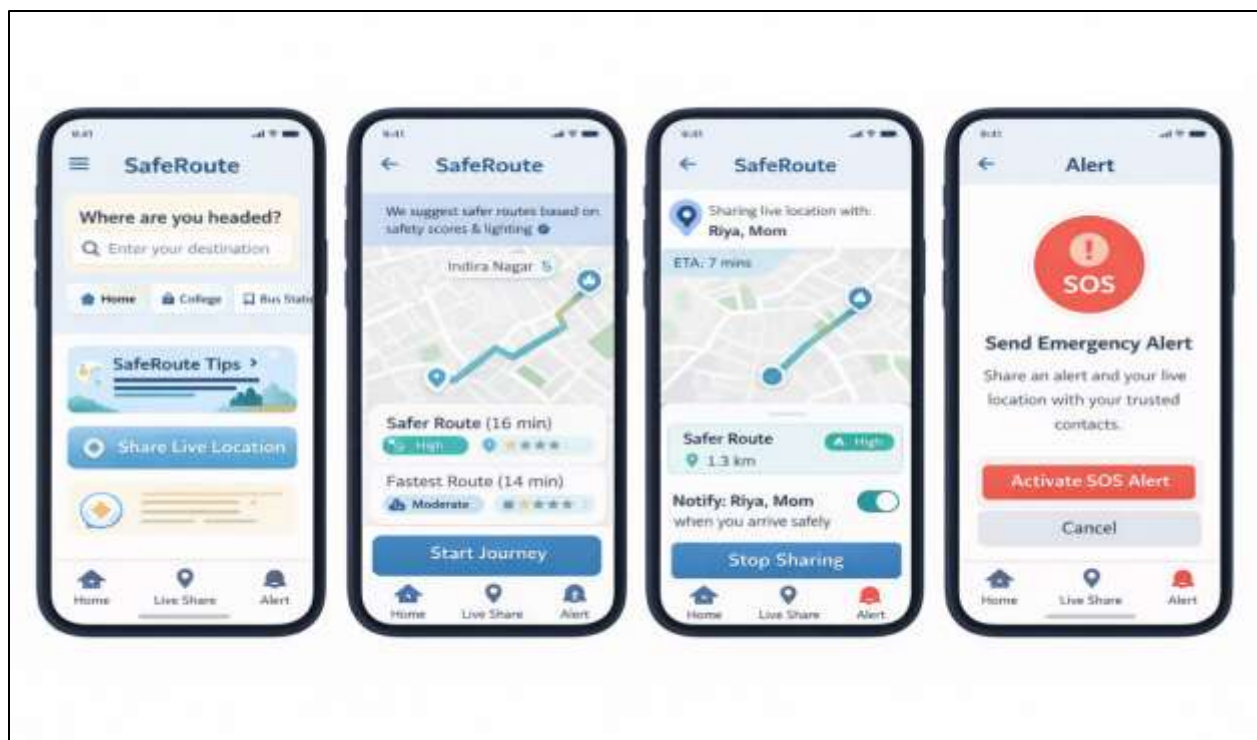 9:41
SafeRoute
Where are you headed?
Enter your destination
Home
College
Bus Statio
SafeRoute Tips >
Share Live Location
Home
Live Share
Alert
9:41
SafeRoute
We suggest safer routes based on
safety scores & lighting
Indira Nagar
Safer Route (16 min)
High
Fastest Route (14 min)
Moderate
Start Journey
Home
Live Share
Alert
9:41
SafeRoute
Sharing live location with:
Riya, Mom
ETA: 7 mins
Safer Route
High
1.3 km
Notify: Riya, Mom
when you arrive safely
Stop Sharing
Home
Live Share
Alert
9:41
Alert
SOS
Send Emergency Alert
Share an alert and your live
location with your trusted
contacts.
Activate SOS Alert
Cancel
Home
Live Share
Alert